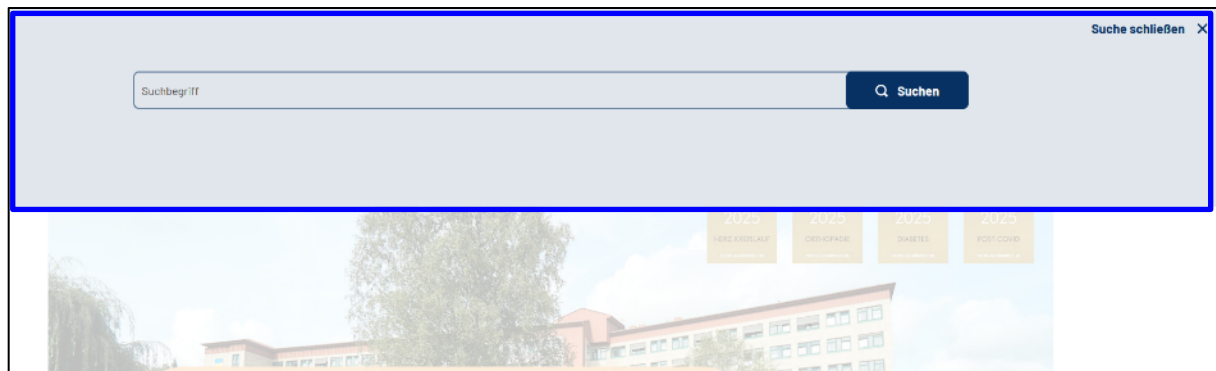 Suche schließen
Suchbegriff
Suchen
2025 2025 2025 2025
HERZ-KREISLAUF ORTHOPÄDIE DIABETES POST-COVID